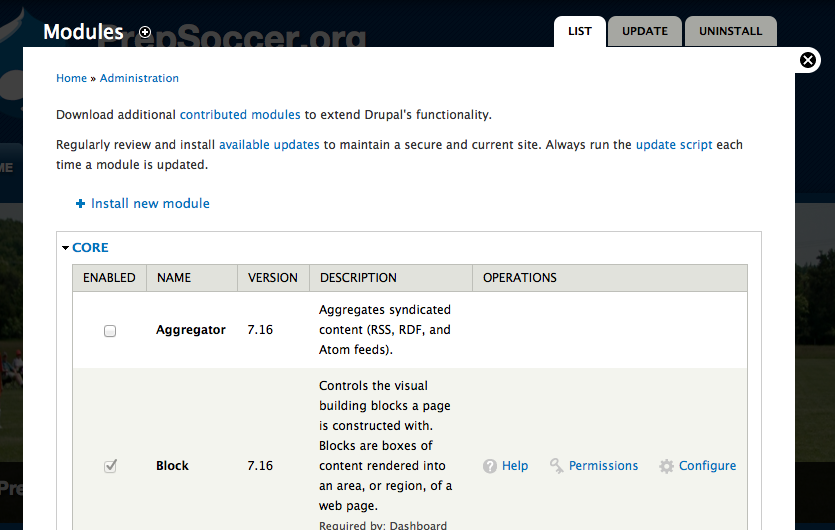 Modules
PrepSoccer.org
LIST UPDATE UNINSTALL
Home » Administration
Download additional contributed modules to extend Drupal's functionality.
Regularly review and install available updates to maintain a secure and current site. Always run the update script each
time a module is updated.
Install new module
CORE
ENABLED NAME VERSION DESCRIPTION OPERATIONS
Aggregates syndicated
Aggregator 7.16 content (RSS, RDF, and
Atom feeds).
Controls the visual
building blocks a page
is constructed with.
Blocks are boxes of
Block 7.16 content rendered into Help Permissions Configure
an area, or region, of a
web page.
Required by: Dashboard